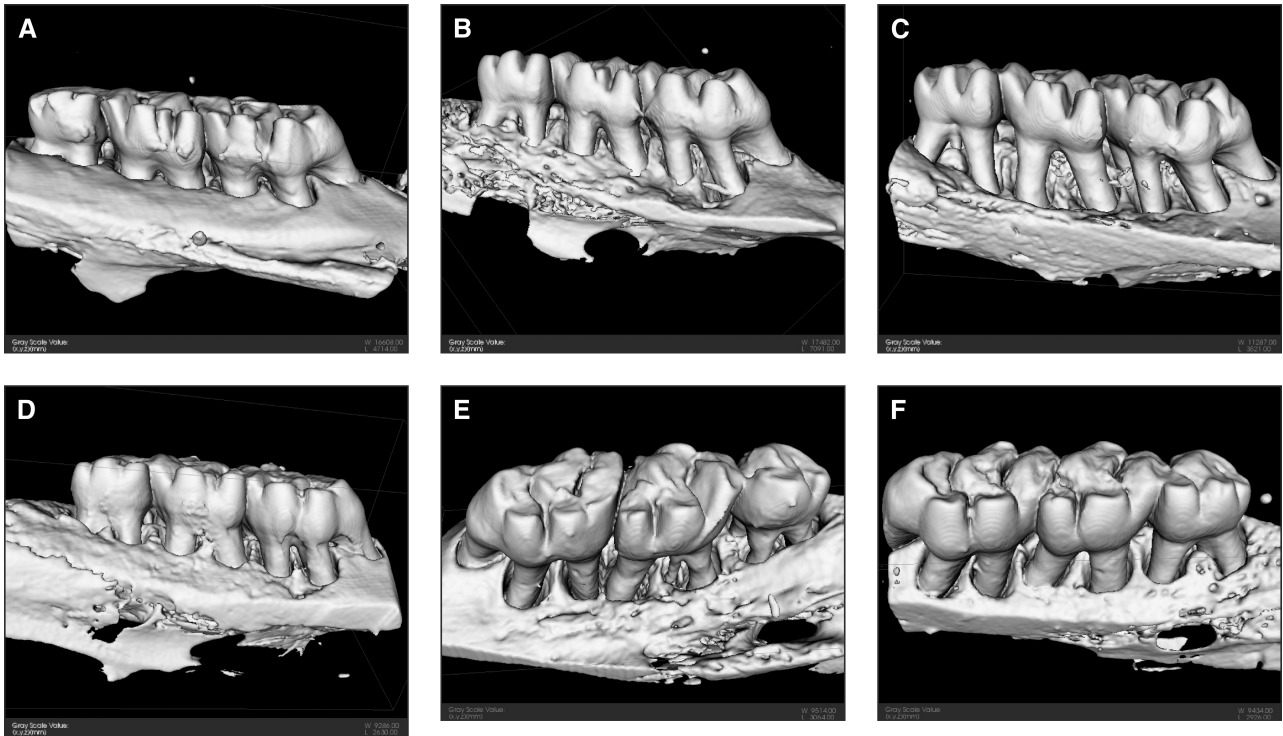 A
Gray Scale Value:
(x,y,z)(mm)
W 16608.00
L 4714.00
B
Gray Scale Value:
(x,y,z)(mm)
W 17482.00
L 7091.00
C
Gray Scale Value:
(x,y,z)(mm)
W 11287.00
L 3621.00
D
Gray Scale Value:
(x,y,z)(mm)
W 9286.00
L 2630.00
E
Gray Scale Value:
(x,y,z)(mm)
W 9514.00
L 3064.00
F
Gray Scale Value:
(x,y,z)(mm)
W 9434.00
L 2926.00